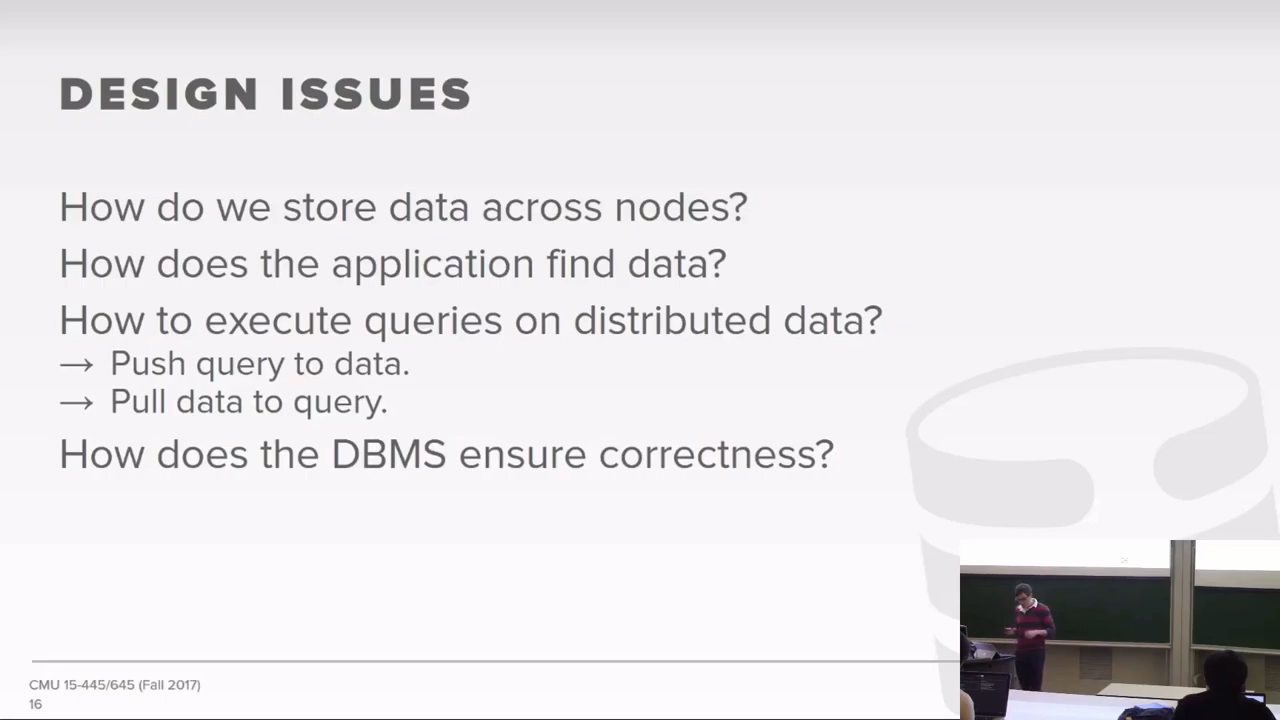 DESIGN ISSUES
How do we store data across nodes?
How does the application find data?
How to execute queries on distributed data?
→ Push query to data.
→ Pull data to query.
How does the DBMS ensure correctness?
CMU 15-445/645 (Fall 2017)
16